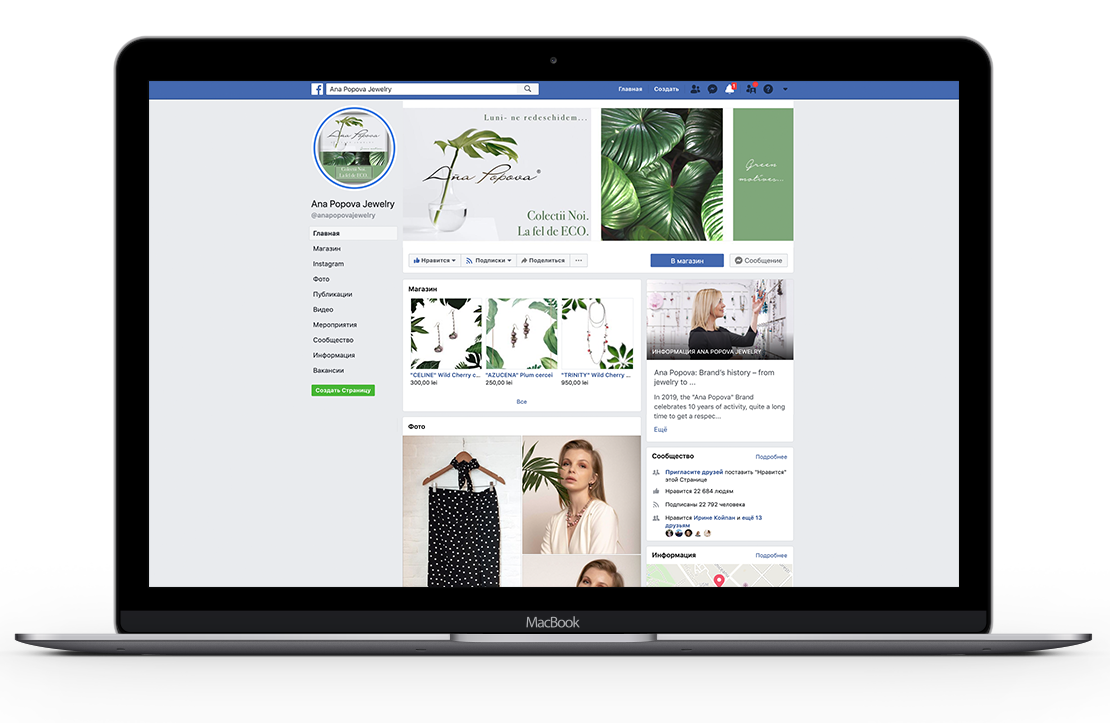 Ana Popova Jewelry
Главная
Создать
1
Ana Popova
Colectii Noi.
La fel de ECO.
Ana Popova Jewelry
@anapopovajewelry
Главная
Магазин
Instagram
Фото
Публикации
Видео
Мероприятия
Сообщество
Информация
Вакансии
Создать Страницу
Luni- ne redeschidem...
Aña Popova®
Colectii Noi.
La fel de ECO.
Green
motives...
Нравится
Подписки
Поделиться
...
В магазин
Сообщение
Магазин
"CELINE" Wild Cherry c...
300,00 lei
"AZUCENA" Plum cercei
250,00 lei
"TRINITY" Wild Cherry ...
950,00 lei
Все
Фото
ИНФОРМАЦИЯ ANA POPOVA JEWELRY
Ana Popova: Brand's history – from
jewelry to ...
In 2019, the "Ana Popova" Brand
celebrates 10 years of activity, quite a long
time to get a respec...
Ещё
Сообщество
Подробнее
Пригласите друзей поставить "Нравится"
этой Странице
Нравится 22 684 людям
Подписаны 22 792 человека
Нравится Ирине Койпан и ещё 13
друзьям
Информация
Подробнее
MacBook